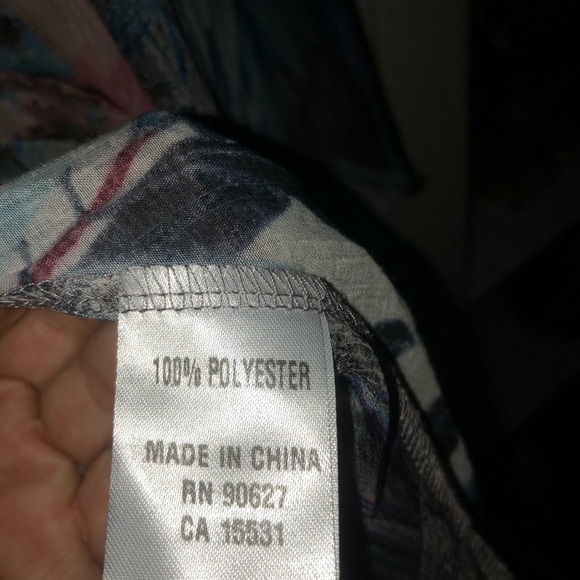 100% POLYESTER
MADE IN CHINA
RN 90627
CA 15531